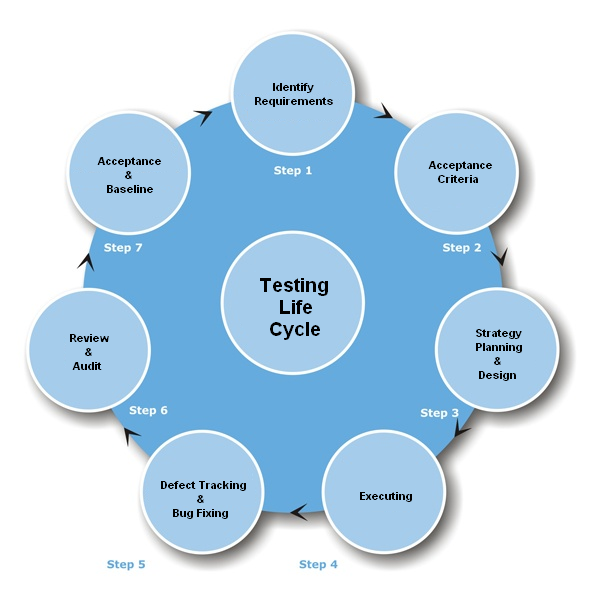 Identify
Requirements
Step 1
Acceptance
Criteria
Step 2
Strategy
Planning
&
Design
Step 3
Executing
Step 4
Defect Tracking
&
Bug Fixing
Step 5
Review
&
Audit
Step 6
Acceptance
&
Baseline
Step 7
Testing
Life
Cycle